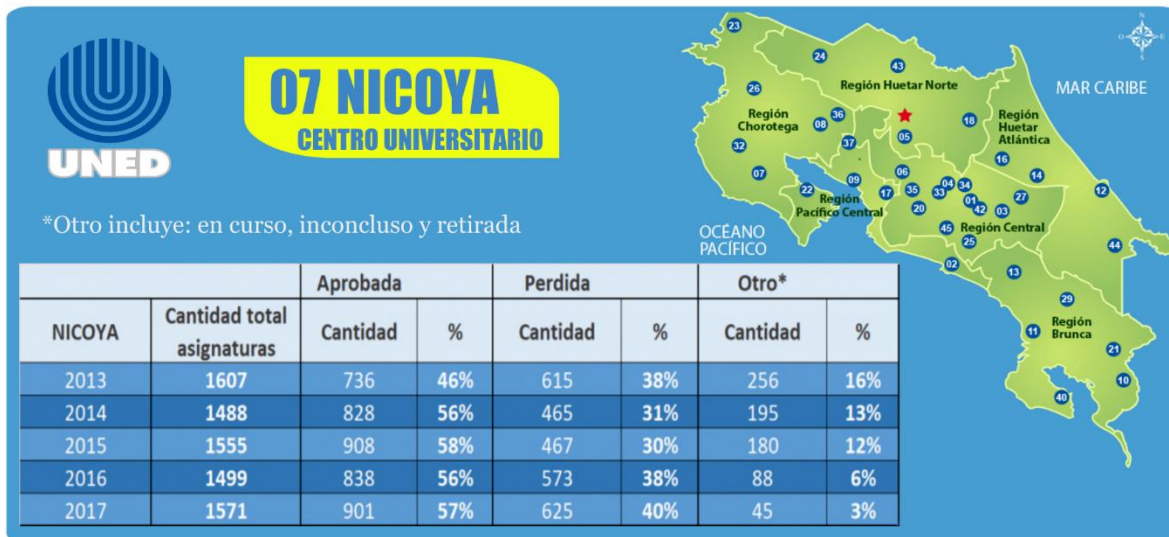 UNED
07 NICOYA
CENTRO UNIVERSITARIO
*Otro incluye: en curso, inconcluso y retirada
Aprobada Perdida Otro*
NICOYA Cantidad total asignaturas Cantidad % Cantidad % Cantidad %
2013 1607 736 46% 615 38% 256 16%
2014 1488 828 56% 465 31% 195 13%
2015 1555 908 58% 467 30% 180 12%
2016 1499 838 56% 573 38% 88 6%
2017 1571 901 57% 625 40% 45 3%
23
24
43
Región Huetar Norte
MAR CARIBE
N
O E
S
26
Región
Chorotega
08
36
05
18
Región
Huetar
Atlántica
32
37
07
22
09
06
16
14
12
17
35
33
04
34
01
42
03
27
20
Región
Pacífico Central
Región Central
45
25
44
OCÉANO
PACÍFICO
02
13
29
Región
Brunca
11
21
10
40